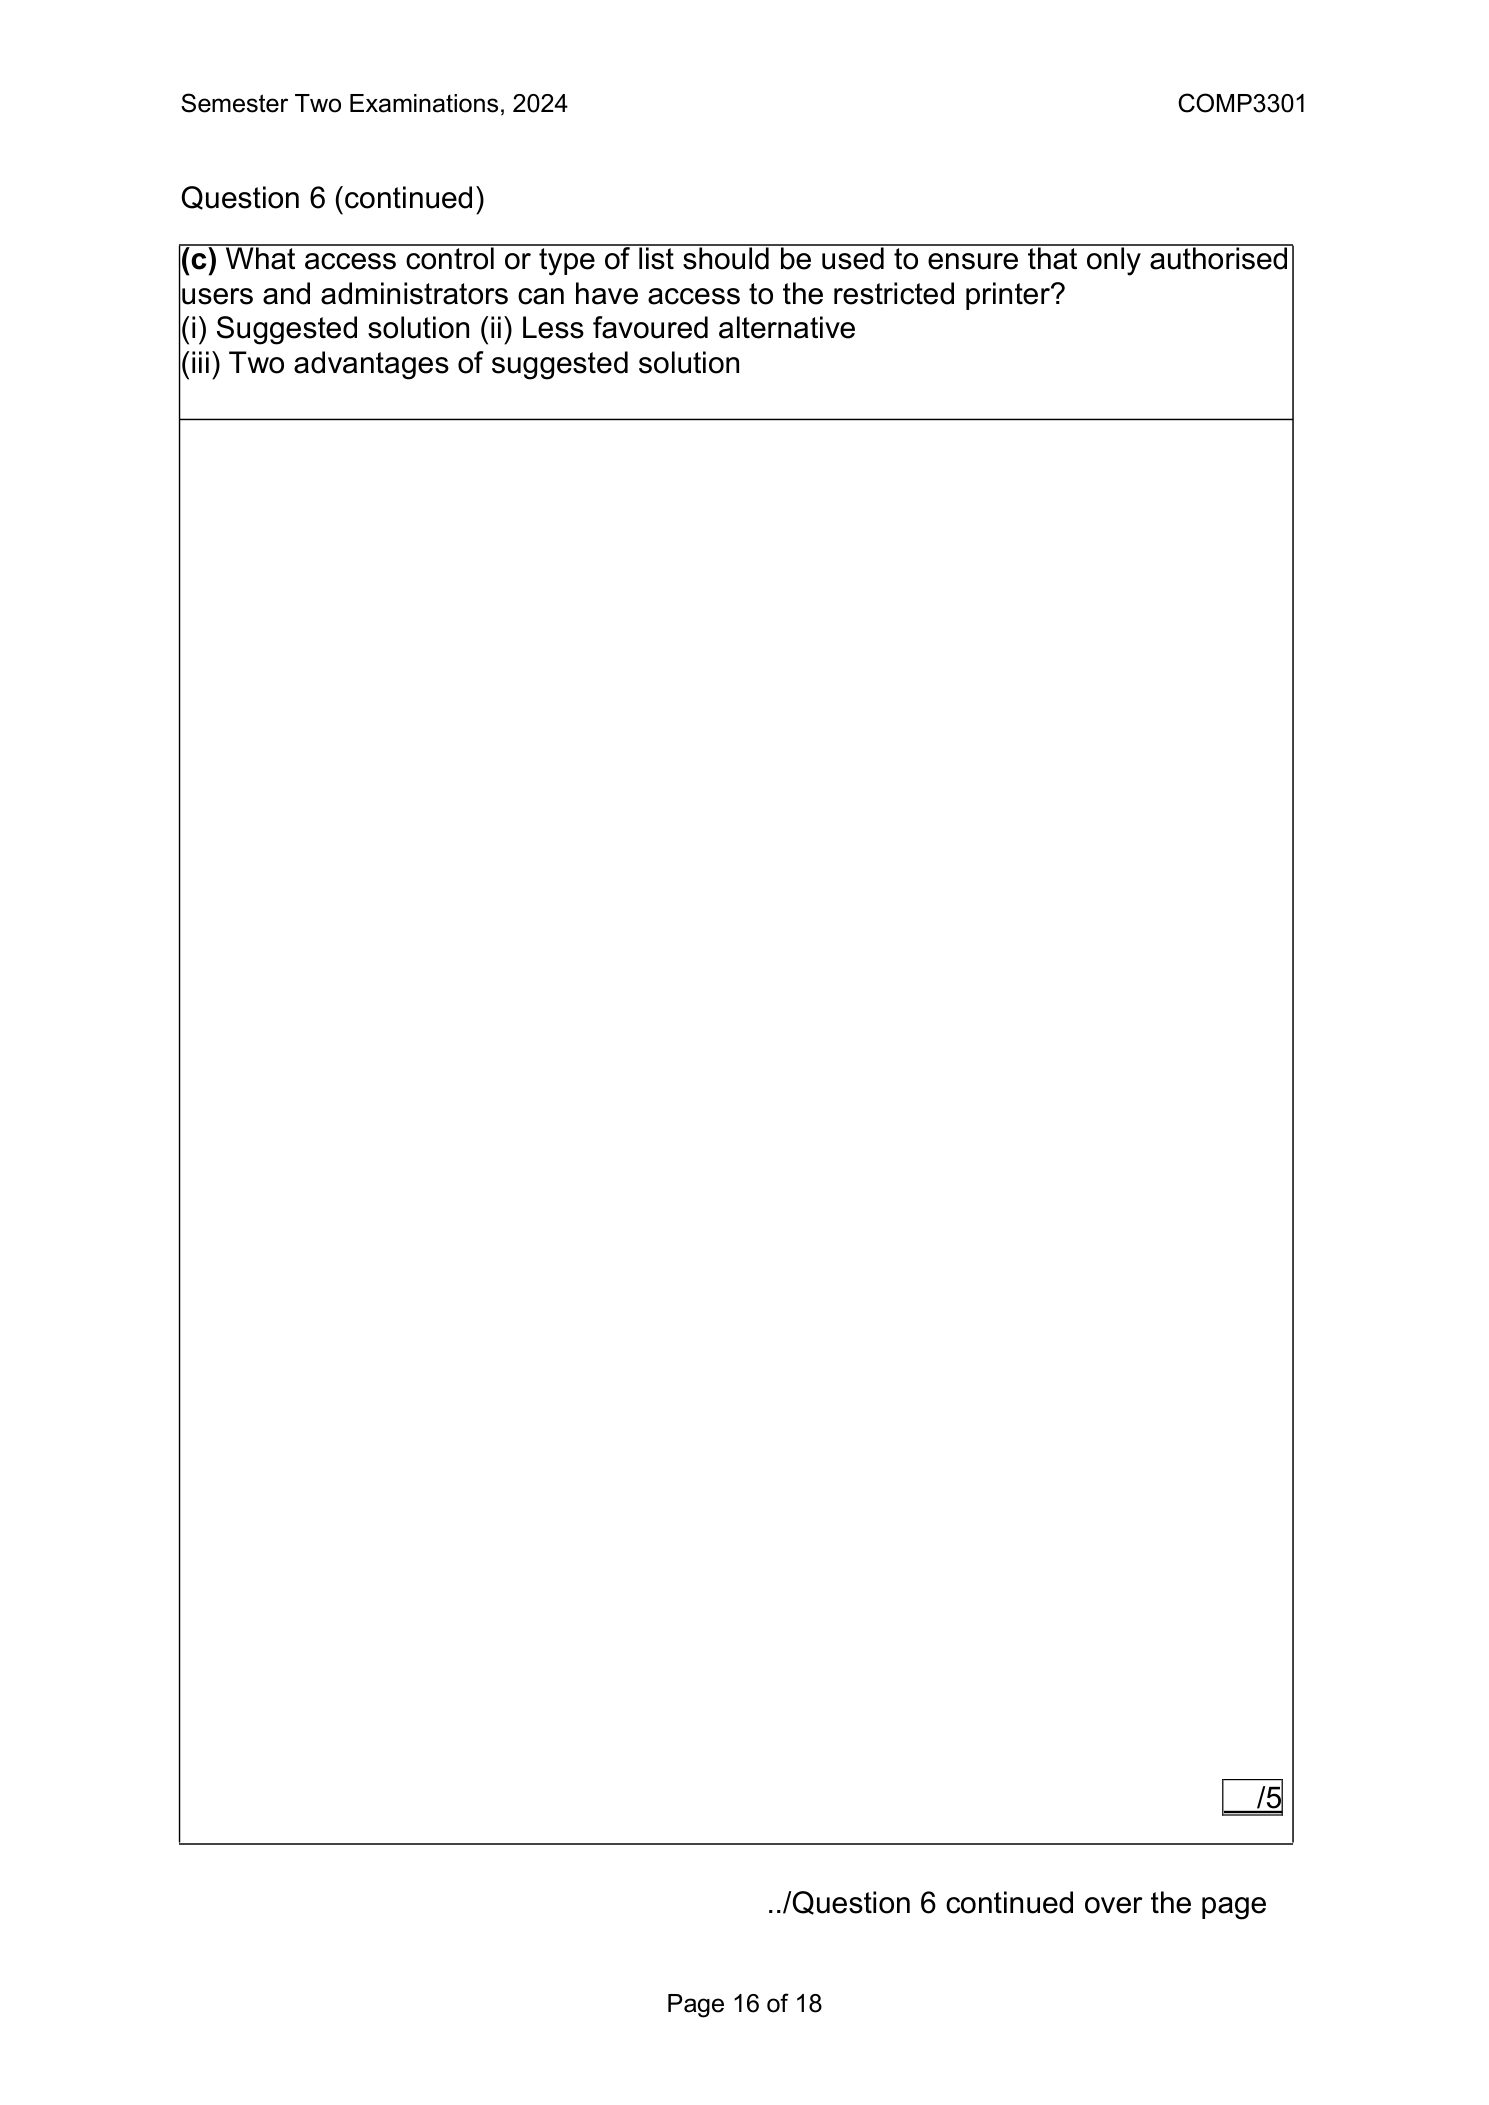 Semester Two Examinations, 2024 COMP3301
Question 6 (continued)
(c) What access control or type of list should be used to ensure that only authorised
users and administrators can have access to the restricted printer?
(i) Suggested solution (ii) Less favoured alternative
(iii) Two advantages of suggested solution
/5
../Question 6 continued over the page
Page 16 of 18